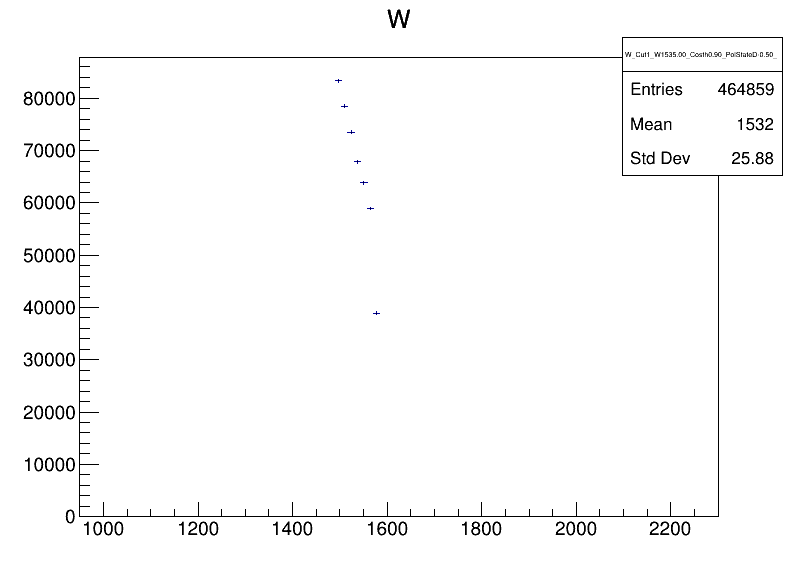 W
W_Cut1_W1535.00_Costh0.90_PolStateD-0.50_
Entries 464859
Mean 1532
Std Dev 25.88
80000
70000
60000
50000
40000
30000
20000
10000
0
1000 1200 1400 1600 1800 2000 2200